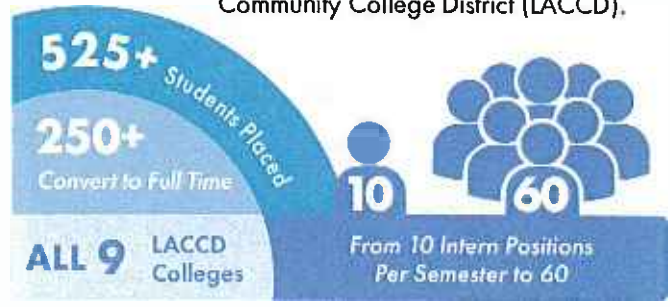 Community College District (LACCD).
525+ Students Placed
250+
Convert to Full Time
ALL 9 LACCD
Colleges
10
60
From 10 Intern Positions
Per Semester to 60